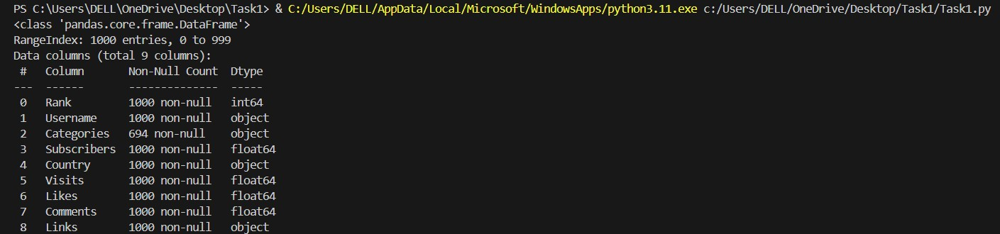 PS C:\Users\DELL\OneDrive\Desktop\Task1> & C:/Users/DELL/AppData/Local/Microsoft/WindowsApps/python3.11.exe c:/Users/DELL/OneDrive/Desktop/Task1/Task1.py
<class 'pandas.core.frame.DataFrame'>
RangeIndex: 1000 entries, 0 to 999
Data columns (total 9 columns):
 #   Column       Non-Null Count  Dtype
---  ------       --------------  -----
 0   Rank         1000 non-null   int64
 1   Username     1000 non-null   object
 2   Categories   694 non-null    object
 3   Subscribers  1000 non-null   float64
 4   Country      1000 non-null   object
 5   Visits       1000 non-null   float64
 6   Likes        1000 non-null   float64
 7   Comments     1000 non-null   float64
 8   Links        1000 non-null   object